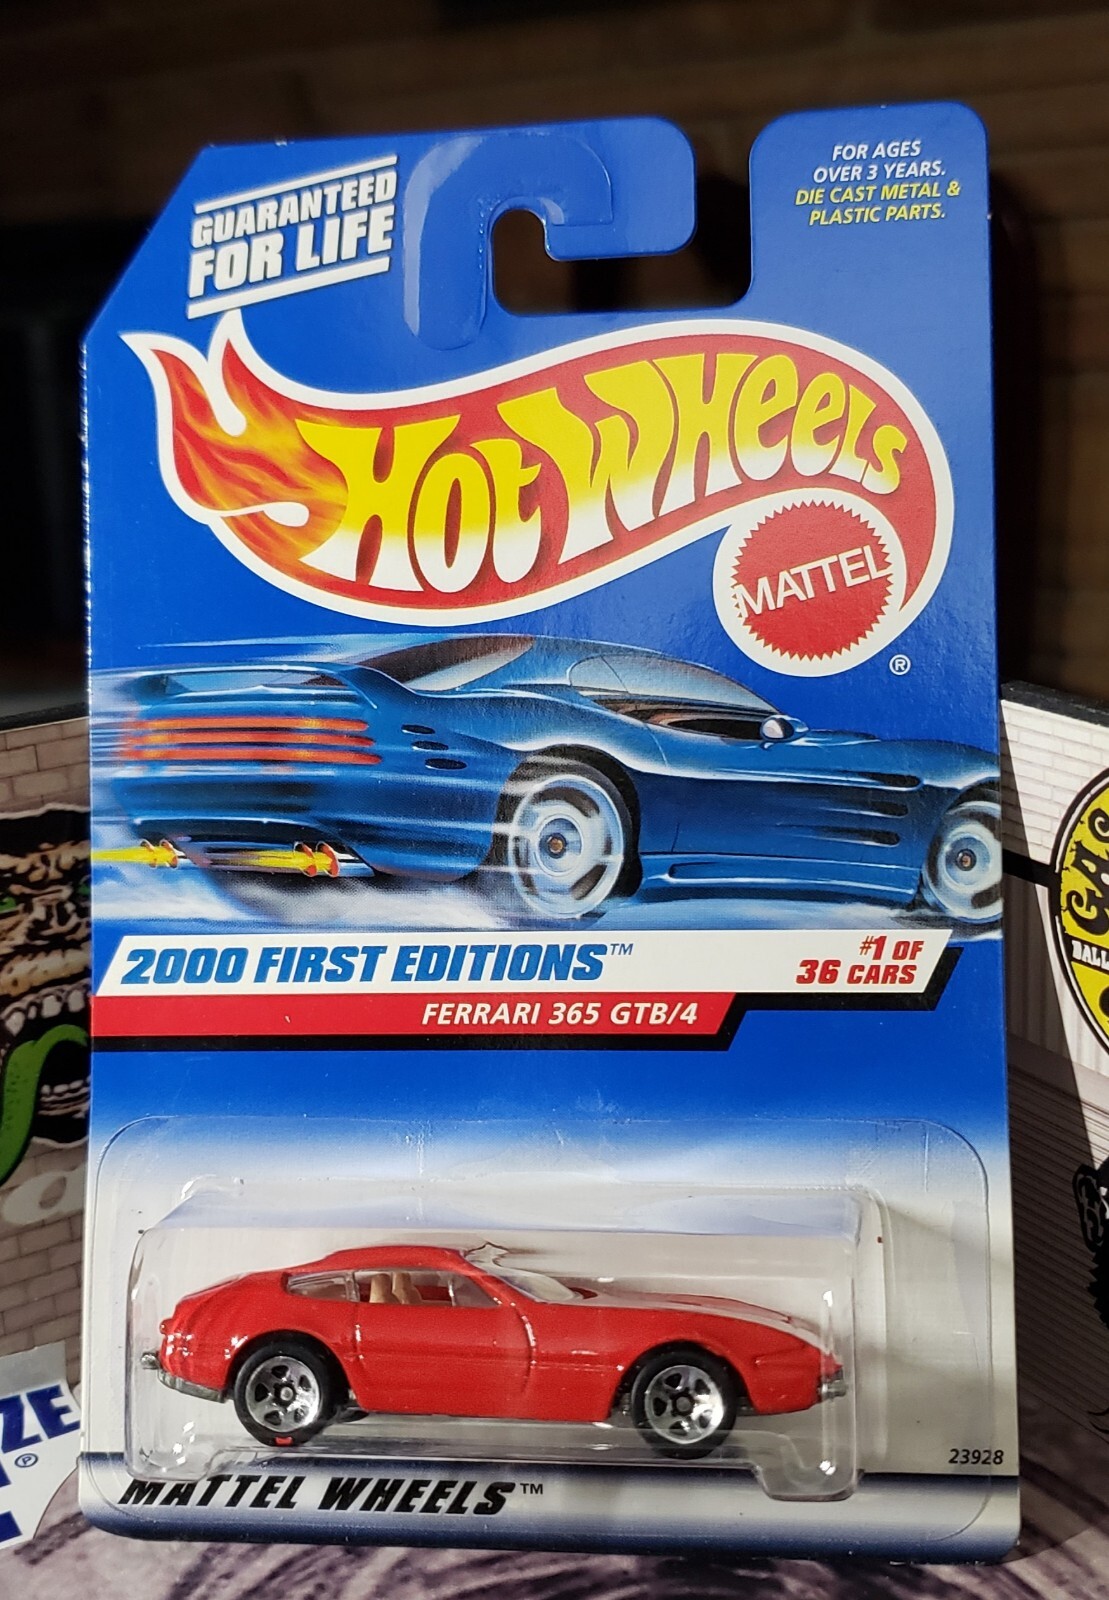 GUARANTEED
FOR LIFE
FOR AGES
OVER 3 YEARS.
DIE CAST METAL &
PLASTIC PARTS.
HOT WHEELS
MATTEL
®
2000 FIRST EDITIONS™
#1 OF
36 CARS
FERRARI 365 GTB/4
23928
MATTEL WHEELS™
ZE
®